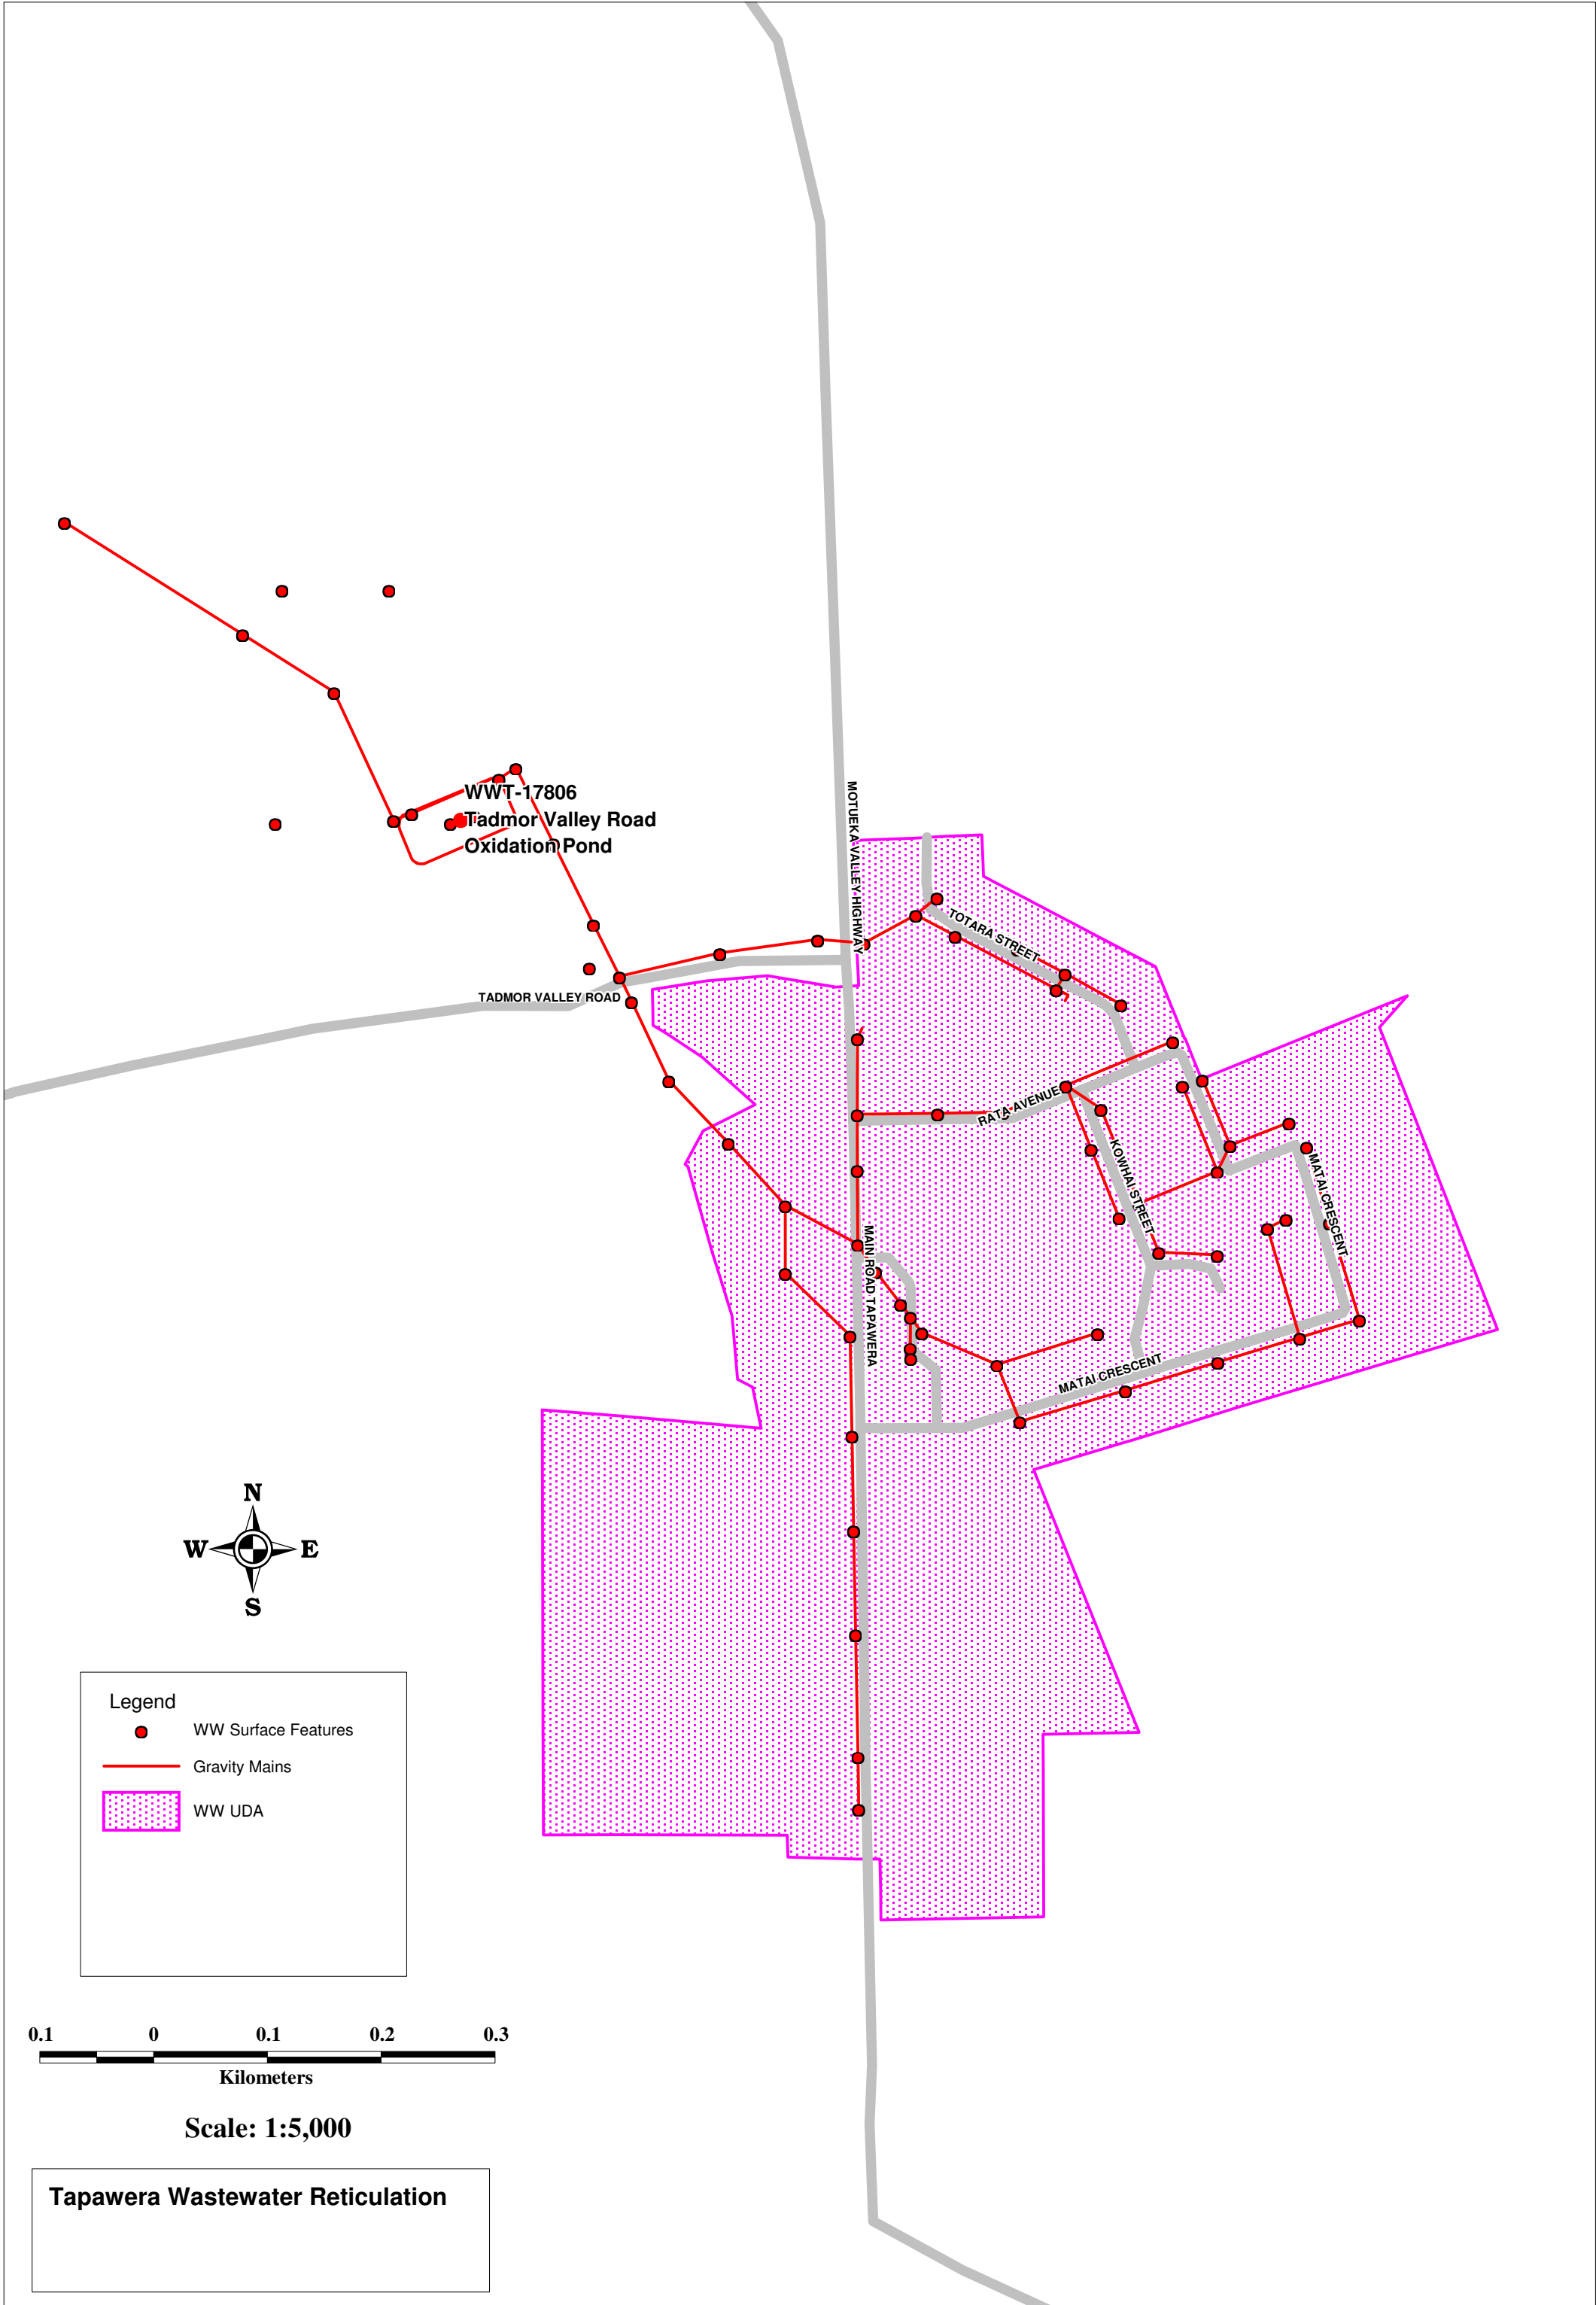 MOTUEKA VALLEY HIGHWAY
WWT-17806
Tadmor Valley Road
Oxidation Pond
TOTARA STREET
TADMOR VALLEY ROAD
RATA AVENUE
KOWHAI STREET
MATAI CRESCENT
MAIN ROAD TAPAWERA
MATAI CRESCENT
N
W E
S
Legend
WW Surface Features
Gravity Mains
WW UDA
0.1 0 0.1 0.2 0.3
Kilometers
Scale: 1:5,000
Tapawera Wastewater Reticulation